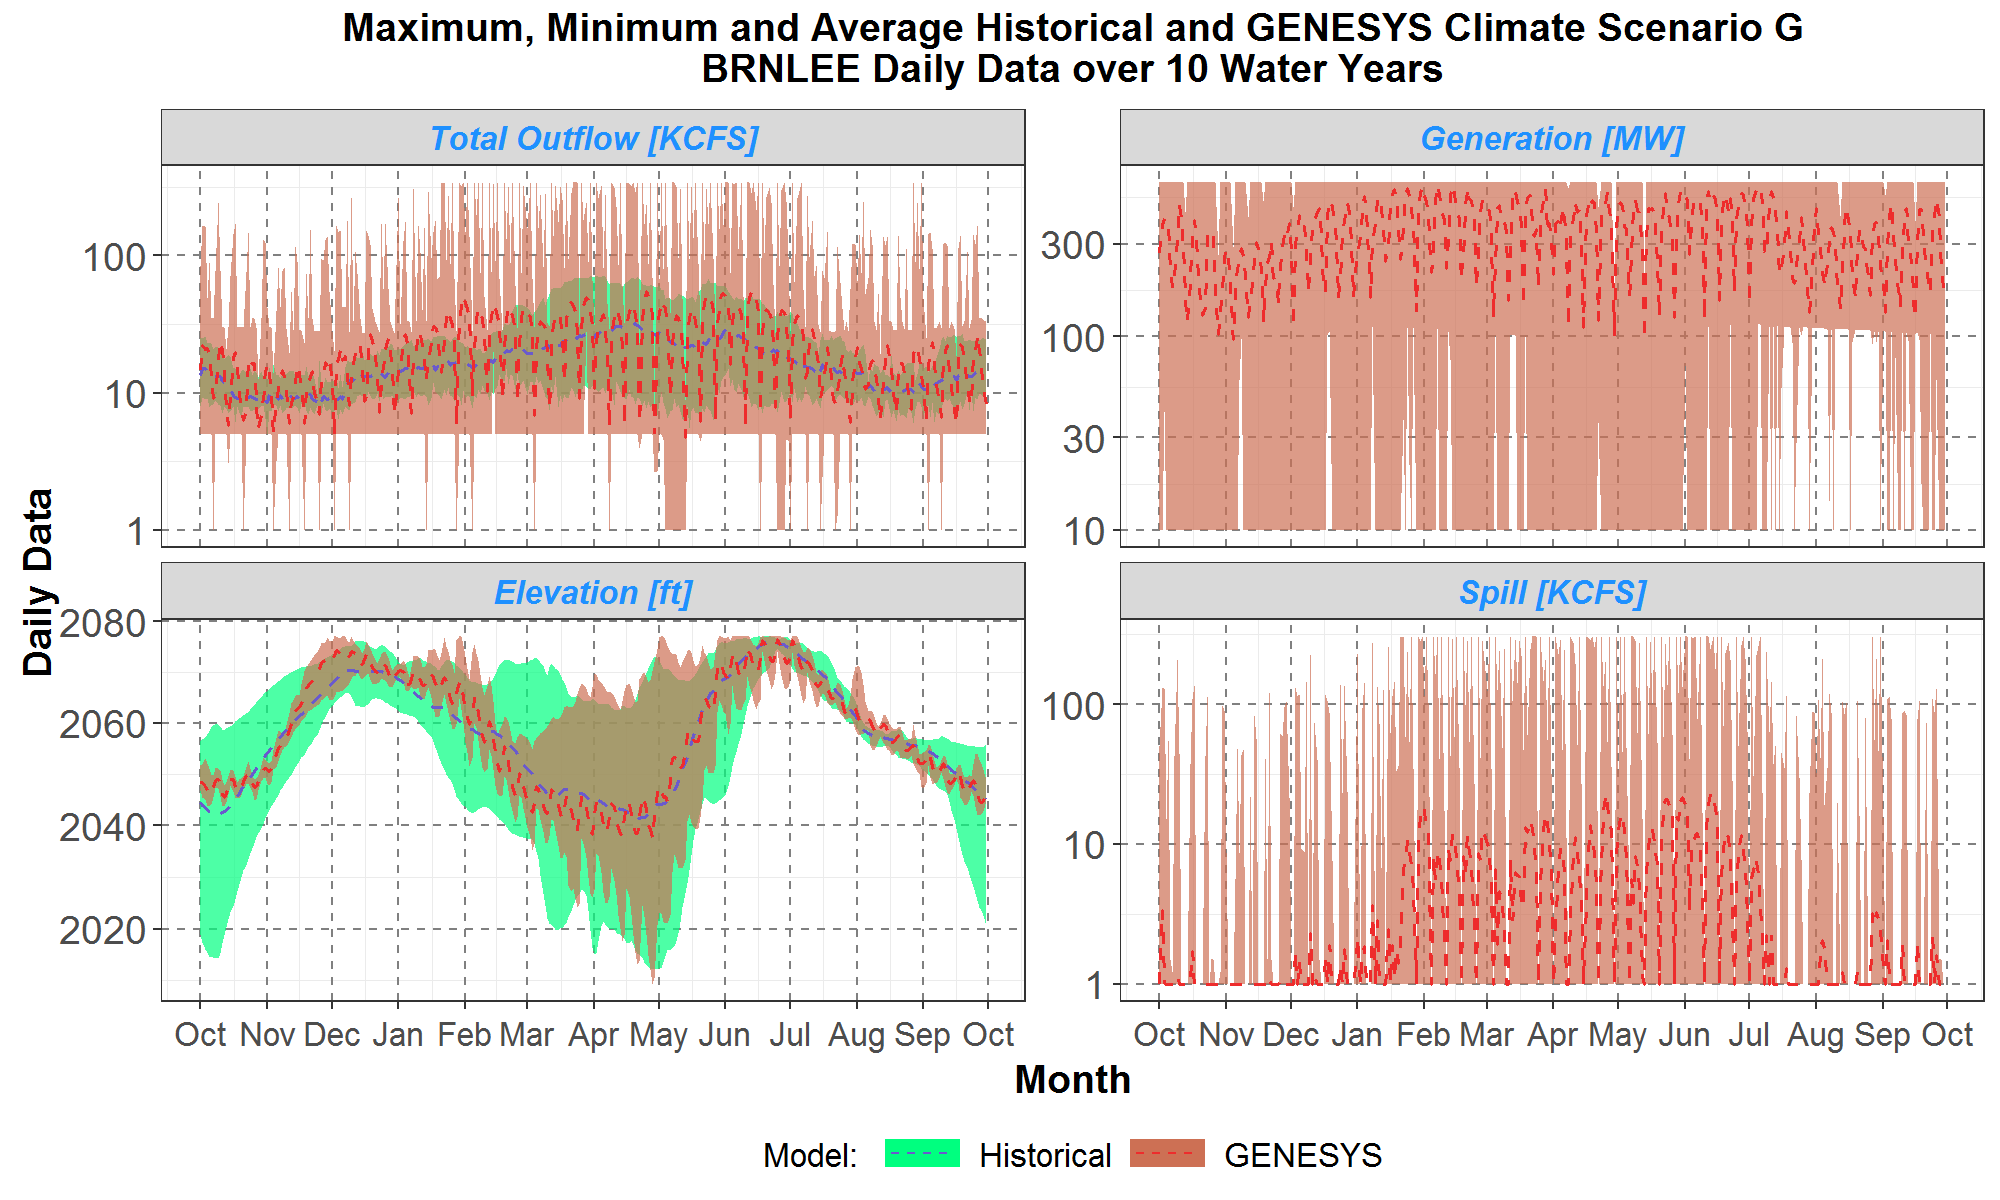 Maximum, Minimum and Average Historical and GENESYS Climate Scenario G
BRNLEE Daily Data over 10 Water Years
Total Outflow [KCFS]
Generation [MW]
100
10
1
300
100
30
10
Elevation [ft]
Spill [KCFS]
2080
2060
2040
2020
100
10
1
Daily Data
Oct Nov Dec Jan Feb Mar Apr May Jun Jul Aug Sep Oct
Oct Nov Dec Jan Feb Mar Apr May Jun Jul Aug Sep Oct
Month
Model: Historical GENESYS